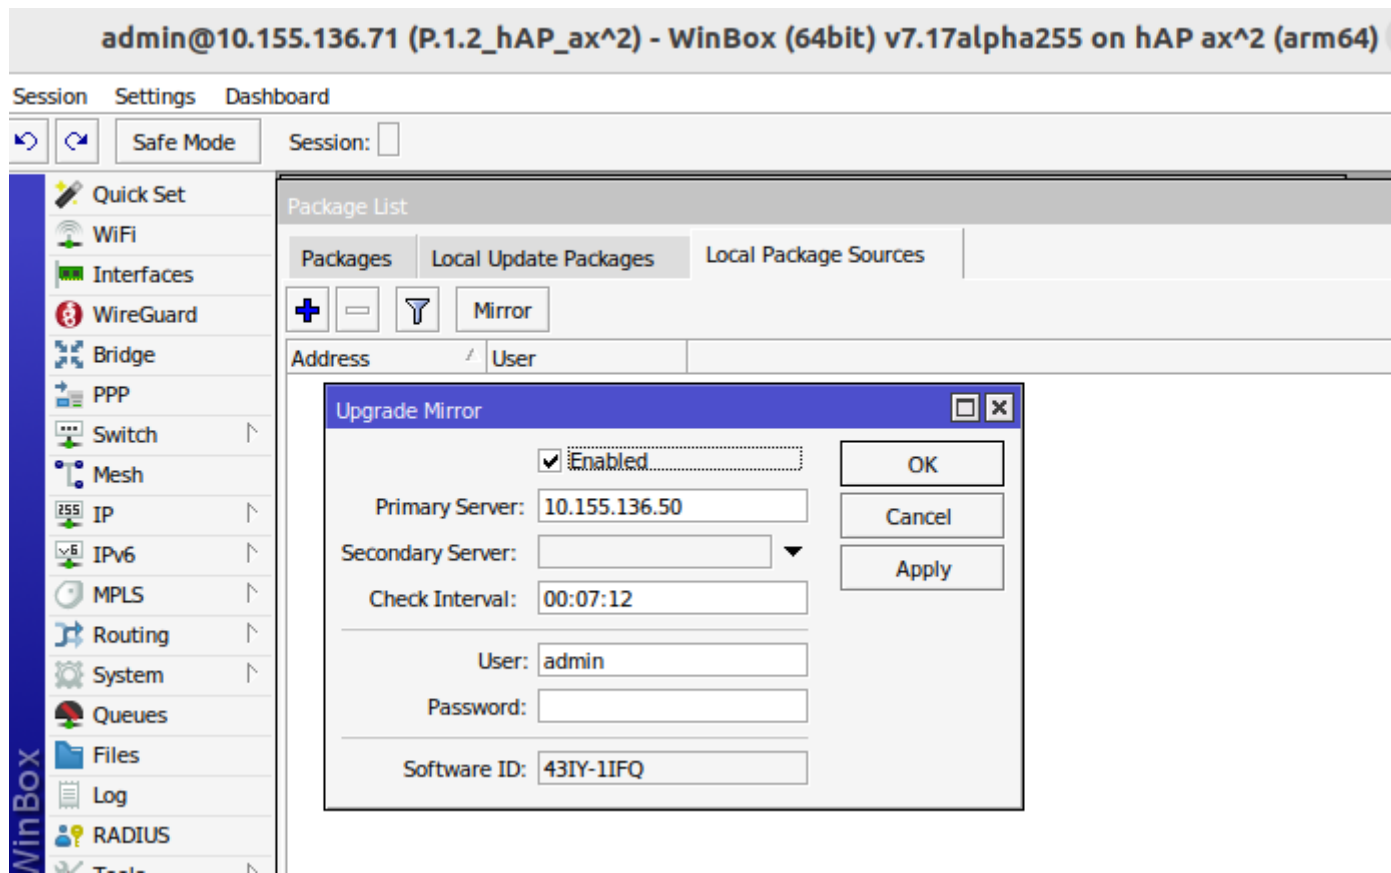 admin@10.155.136.71 (P.1.2_hAP_ax^2) - WinBox (64bit) v7.17alpha255 on hAP ax^2 (arm64)
Session Settings Dashboard
Safe Mode Session:
Quick Set
WiFi
Interfaces
WireGuard
Bridge
PPP
Switch
Mesh
IP
IPv6
MPLS
Routing
System
Queues
Files
Log
RADIUS
Tools
WinBox
Package List
Packages Local Update Packages Local Package Sources
Mirror
Address User
Upgrade Mirror
Enabled
Primary Server: 10.155.136.50
Secondary Server:
Check Interval: 00:07:12
User: admin
Password:
Software ID: 43IY-1IFQ
OK
Cancel
Apply